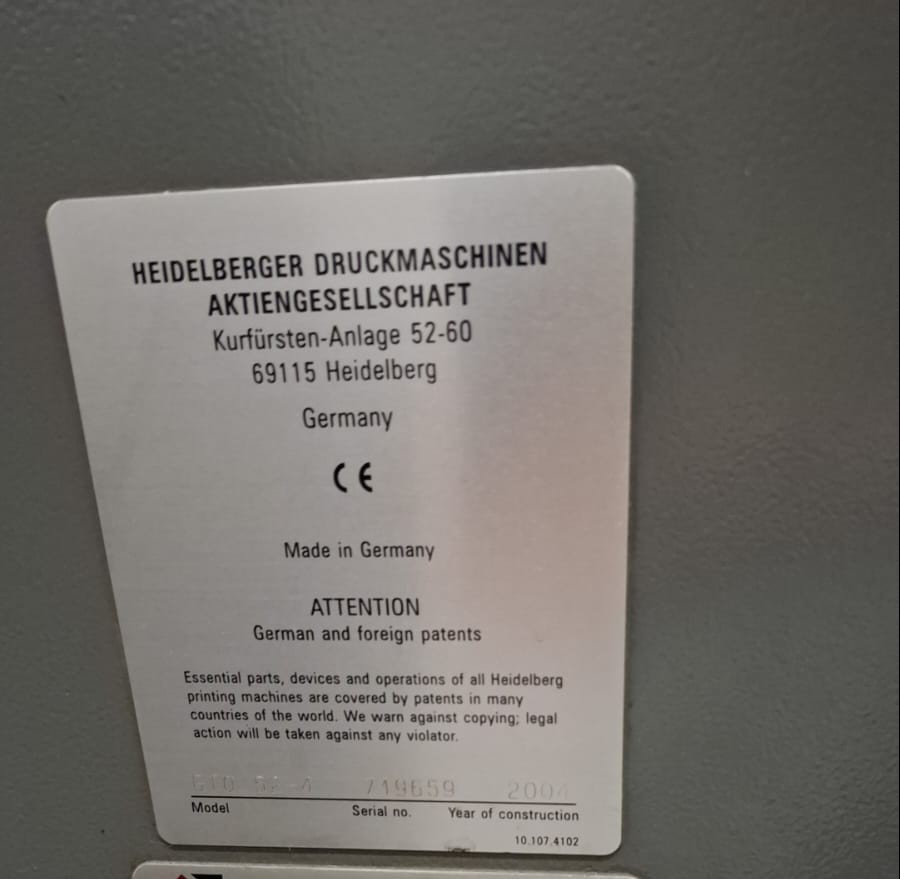 HEIDELBERGER DRUCKMASCHINEN
AKTIENGESELLSCHAFT
Kurfürsten-Anlage 52-60
69115 Heidelberg
Germany
CE
Made in Germany
ATTENTION
German and foreign patents
Essential parts, devices and operations of all Heidelberg
printing machines are covered by patents in many
countries of the world. We warn against copying; legal
action will be taken against any violator.
719659 2004
Model Serial no. Year of construction
10.107.4102